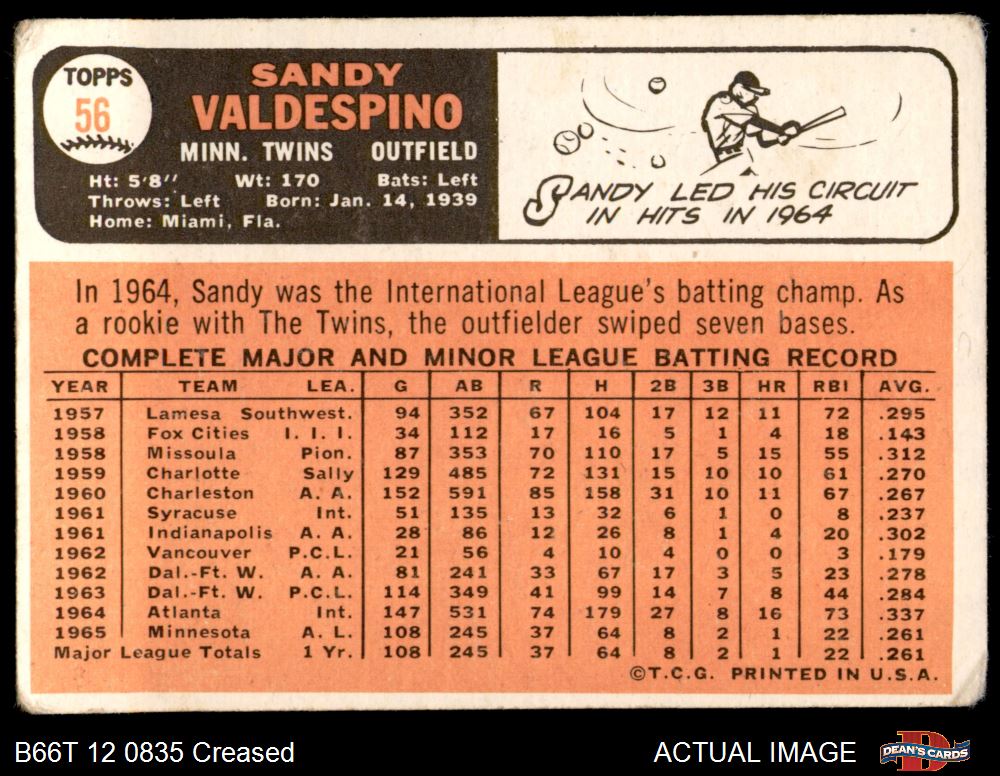 TOPPS
56
SANDY
VALDESPINO
MINN. TWINS OUTFIELD
Ht: 5'8" Wt: 170 Bats: Left
Throws: Left Born: Jan. 14, 1939
Home: Miami, Fla.
SANDY LED HIS CIRCUIT
IN HITS IN 1964
In 1964, Sandy was the International League's batting champ. As
a rookie with The Twins, the outfielder swiped seven bases.
COMPLETE MAJOR AND MINOR LEAGUE BATTING RECORD
YEAR TEAM LEA. G AB R H 2B 3B HR RBI AVG.
1957 Lamesa Southwest. 94 352 67 104 17 12 11 72 .295
1958 Fox Cities I. I. I. 34 112 17 16 5 1 4 18 .143
1958 Missoula Pion. 87 353 70 110 17 5 15 55 .312
1959 Charlotte Sally 129 485 72 131 15 10 10 61 .270
1960 Charleston A. A. 152 591 85 158 31 10 11 67 .267
1961 Syracuse Int. 51 135 13 32 6 1 0 8 .237
1961 Indianapolis A. A. 28 86 12 26 8 1 4 20 .302
1962 Vancouver P.C.L. 21 56 4 10 4 0 0 3 .179
1962 Dal.-Ft. W. A. A. 81 241 33 67 17 3 5 23 .278
1963 Dal.-Ft. W. P.C.L. 114 349 41 99 14 7 8 44 .284
1964 Atlanta Int. 147 531 74 179 27 8 16 73 .337
1965 Minnesota A. L. 108 245 37 64 8 2 1 22 .261
Major League Totals 1 Yr. 108 245 37 64 8 2 1 22 .261
©T.C.G. PRINTED IN U.S.A.
B66T 12 0835 Creased
ACTUAL IMAGE
D
DEAN'S CARDS